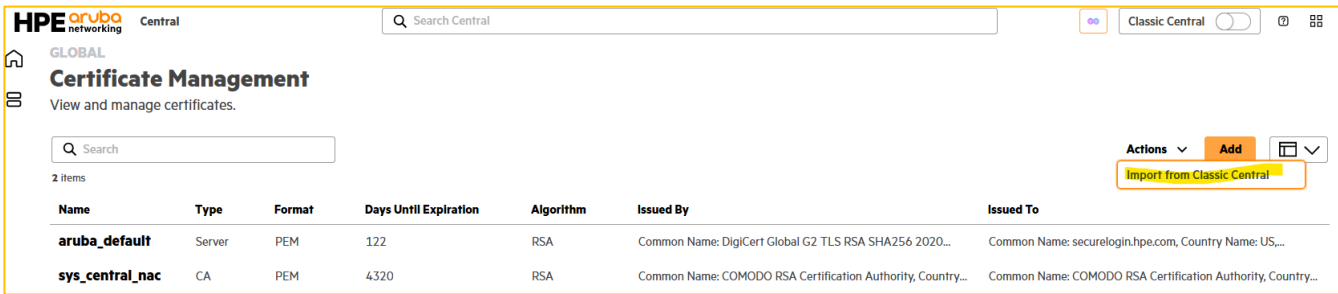 HPE aruba networking Central Search Central Classic Central
GLOBAL
Certificate Management
View and manage certificates.
Search Actions Add
2 items Import from Classic Central
Name Type Format Days Until Expiration Algorithm Issued By Issued To
aruba_default Server PEM 122 RSA Common Name: DigiCert Global G2 TLS RSA SHA256 2020... Common Name: securelogin.hpe.com, Country Name: US,...
sys_central_nac CA PEM 4320 RSA Common Name: COMODO RSA Certification Authority, Country... Common Name: COMODO RSA Certification Authority, Country...